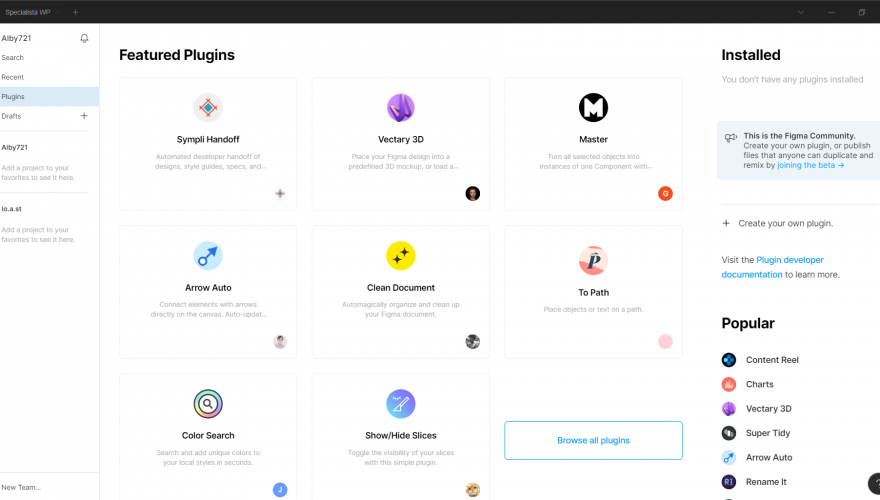 Specialista WP
Alby721
Search
Recent
Plugins
Drafts
Alby721
Add a project to your
favorites to see it here.
lo.a.st
Add a project to your
favorites to see it here.
New Team...
Featured Plugins
Sympli Handoff
Automated developer handoff of
designs, style guides, specs, and...
Vectary 3D
Place your Figma design into a
predefined 3D mockup, or load a...
Master
Turn all selected objects into
instances of one Component with...
G
Arrow Auto
Connect elements with arrows
directly on the canvas. Auto-updat...
Clean Document
Automagically organize and clean up
your Figma document.
To Path
Place objects or text on a path.
Color Search
Search and add unique colors to
your local styles in seconds.
J
Show/Hide Slices
Toggle the visibility of your slices
with this simple plugin.
Browse all plugins
Installed
You don't have any plugins installed
This is the Figma Community.
Create your own plugin, or publish
files that anyone can duplicate and
remix by joining the beta →
+ Create your own plugin.
Visit the Plugin developer
documentation to learn more.
Popular
Content Reel
Charts
Vectary 3D
Super Tidy
Arrow Auto
RE Rename It
?